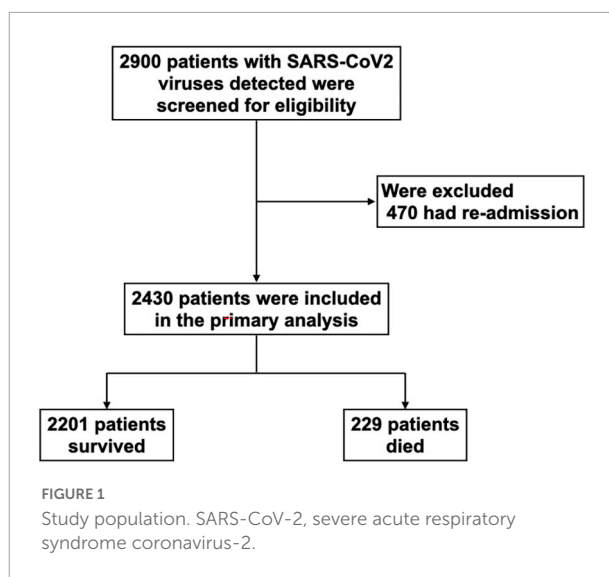 2900 patients with SARS-CoV2
viruses detected were
screened for eligibility
Were excluded
470 had re-admission
2430 patients were included
in the primary analysis
2201 patients
survived
229 patients
died
FIGURE 1
Study population. SARS-CoV-2, severe acute respiratory
syndrome coronavirus-2.